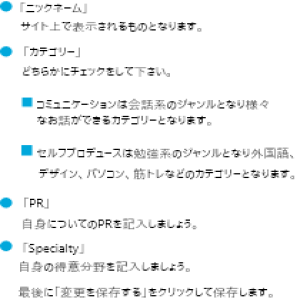 「ニックネーム」
サイト上で表示されるものとなります。
「カテゴリー」
どちらかにチェックをして下さい。
コミュニケーションは会話系のジャンルとなり様々
なお話ができるカテゴリーとなります。
セルフプロデュースは勉強系のジャンルとなり外国語、
デザイン、パソコン、筋トレなどのカテゴリーとなります。
「PR」
自身についてのPRを記入しましょう。
「Specialty」
自身の得意分野を記入しましょう。
最後に「変更を保存する」をクリックして保存します。